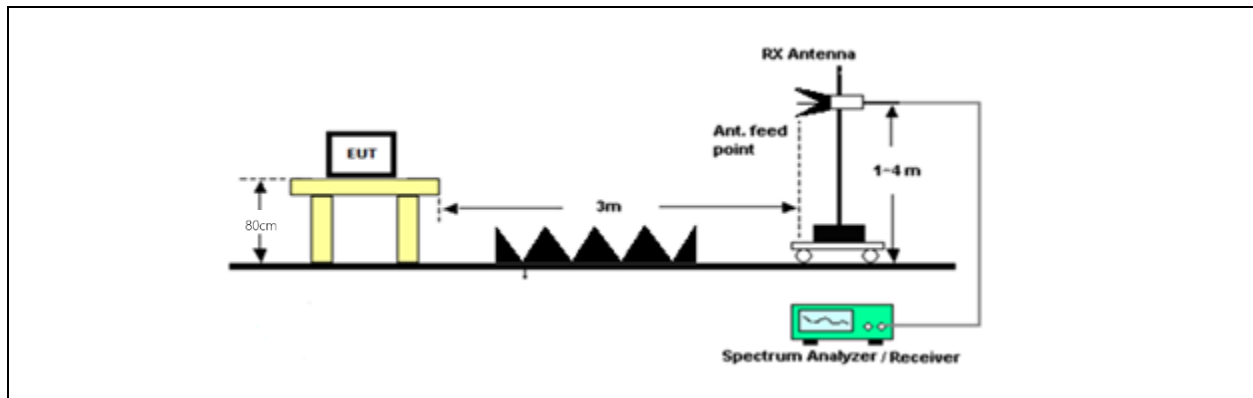 RX Antenna
Ant. feed
point
EUT
1~4 m
3m
80cm
Spectrum Analyzer / Receiver